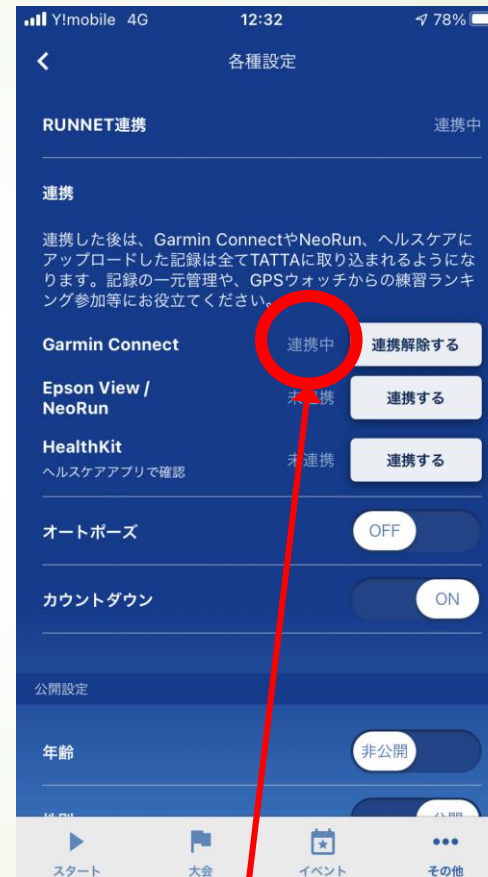 Y!mobile 4G 12:32 78%
各種設定
RUNNET連携 連携中
連携
連携した後は、Garmin ConnectやNeoRun、ヘルスケアに
アップロードした記録は全てTATTAに取り込まれるようにな
ります。記録の一元管理や、GPSウォッチからの練習ランキ
ング参加等にお役立てください。
Garmin Connect 連携中 連携解除する
Epson View /
NeoRun 未連携 連携する
HealthKit
ヘルスケアアプリで確認 未連携 連携する
オートポーズ OFF
カウントダウン ON
公開設定
年齢 非公開
スタート 大会 イベント その他